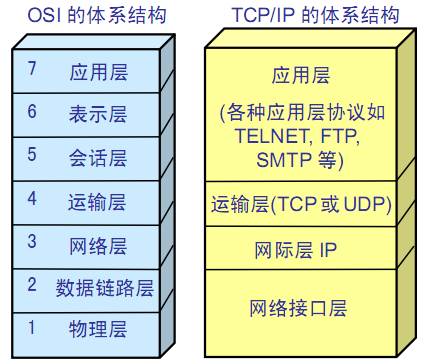 OSI 的体系结构
7 应用层
6 表示层
5 会话层
4 运输层
3 网络层
2 数据链路层
1 物理层
TCP/IP 的体系结构
应用层
(各种应用层协议如
TELNET, FTP,
SMTP 等)
运输层(TCP 或 UDP)
网际层 IP
网络接口层